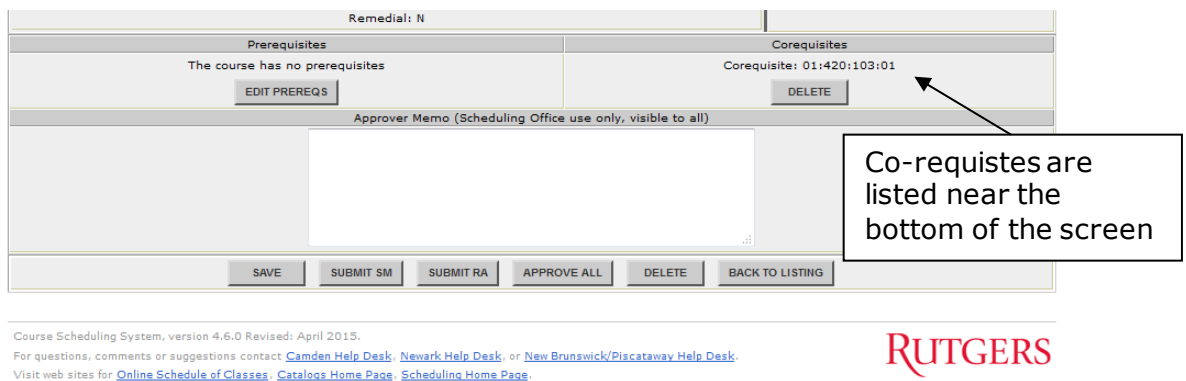 Remedial: N
Prerequisites
Corequisites
The course has no prerequisites
Corequisite: 01:420:103:01
EDIT PREREQS
DELETE
Approver Memo (Scheduling Office use only, visible to all)
Co-requistes are
listed near the
bottom of the screen
SAVE SUBMIT SM SUBMIT RA APPROVE ALL DELETE BACK TO LISTING
Course Scheduling System, version 4.6.0 Revised: April 2015.
For questions, comments or suggestions contact Camden Help Desk, Newark Help Desk, or New Brunswick/Piscataway Help Desk.
Visit web sites for Online Schedule of Classes, Catalogs Home Page, Scheduling Home Page.
RUTGERS